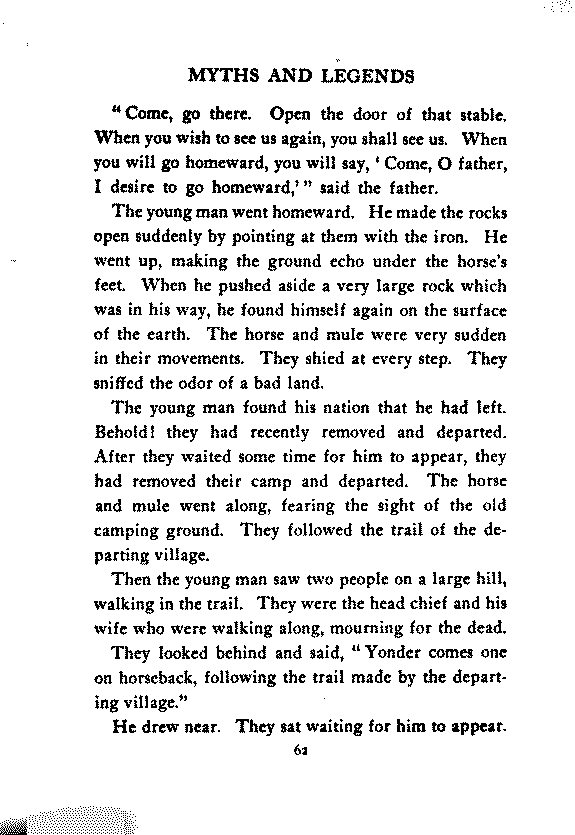 MYTHS AND LEGENDS
“Come, go there. Open the door of that stable.
When you wish to see us again, you shall see us. When
you will go homeward, you will say, ‘Come, O father,
I desire to go homeward,’” said the father.
The young man went homeward. He made the rocks
open suddenly by pointing at them with the iron. He
went up, making the ground echo under the horse's
feet. When he pushed aside a very large rock which
was in his way, he found himself again on the surface
of the earth. The horse and mule were very sudden
in their movements. They shied at every step. They
sniffed the odor of a bad land.
The young man found his nation that he had left.
Behold! they had recently removed and departed.
After they waited some time for him to appear, they
had removed their camp and departed. The horse
and mule went along, fearing the sight of the old
camping ground. They followed the trail of the de-
parting village.
Then the young man saw two people on a large hill,
walking in the trail. They were the head chief and his
wife who were walking along, mourning for the dead.
They looked behind and said, “Yonder comes one
on horseback, following the trail made by the depart-
ing village.”
He drew near. They sat waiting for him to appear.
62